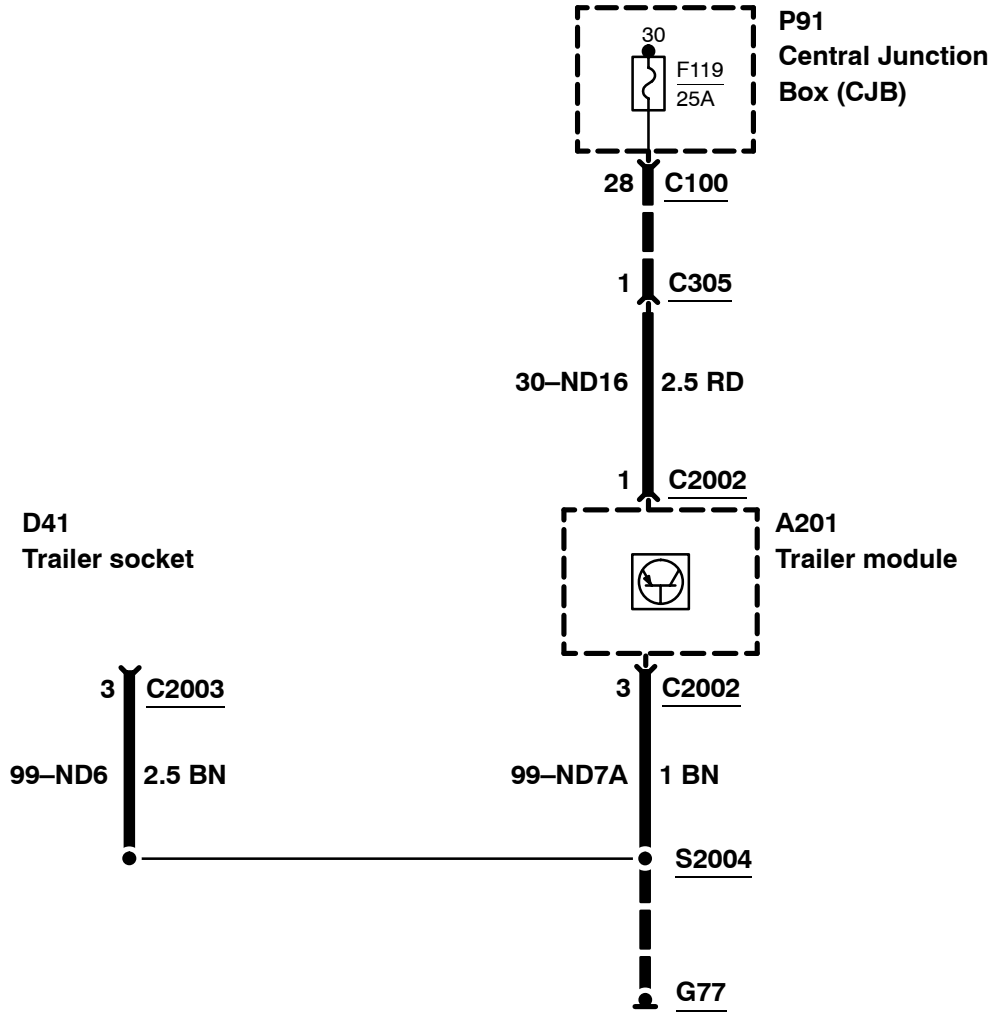 P91
Central Junction
Box (CJB)
30
F119
25A
28 C100
1 C305
30–ND16 2.5 RD
1 C2002
D41
Trailer socket
A201
Trailer module
3 C2003
3 C2002
99–ND6 2.5 BN
99–ND7A 1 BN
S2004
G77